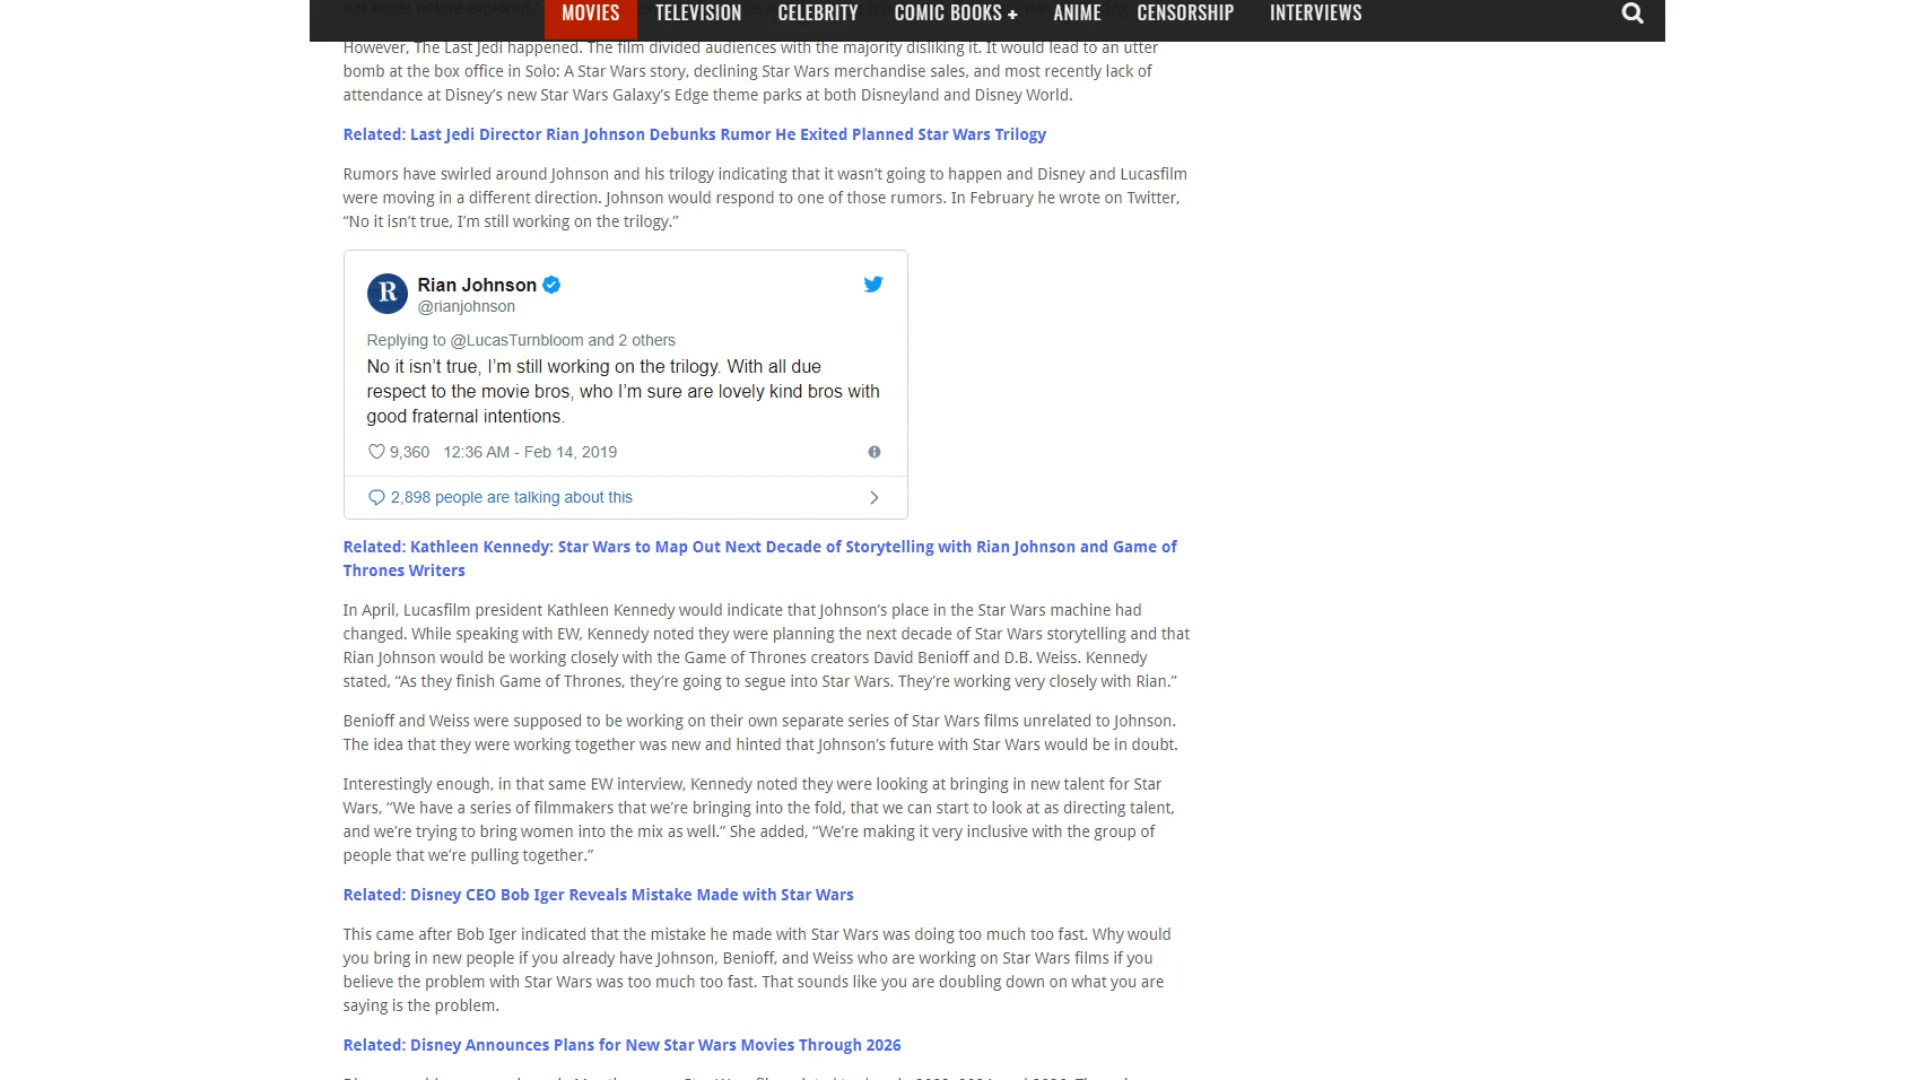 MOVIES TELEVISION CELEBRITY COMIC BOOKS + ANIME CENSORSHIP INTERVIEWS
However, The Last Jedi happened. The film divided audiences with the majority disliking it. It would lead to an utter
bomb at the box office in Solo: A Star Wars story, declining Star Wars merchandise sales, and most recently lack of
attendance at Disney’s new Star Wars Galaxy’s Edge theme parks at both Disneyland and Disney World.
Related: Last Jedi Director Rian Johnson Debunks Rumor He Exited Planned Star Wars Trilogy
Rumors have swirled around Johnson and his trilogy indicating that it wasn’t going to happen and Disney and Lucasfilm
were moving in a different direction. Johnson would respond to one of those rumors. In February he wrote on Twitter,
“No it isn’t true, I’m still working on the trilogy.”
R
Rian Johnson
@rianjohnson
Replying to @LucasTurnbloom and 2 others
No it isn’t true, I’m still working on the trilogy. With all due
respect to the movie bros, who I’m sure are lovely kind bros with
good fraternal intentions.
9,360 12:36 AM - Feb 14, 2019
2,898 people are talking about this
Related: Kathleen Kennedy: Star Wars to Map Out Next Decade of Storytelling with Rian Johnson and Game of
Thrones Writers
In April, Lucasfilm president Kathleen Kennedy would indicate that Johnson’s place in the Star Wars machine had
changed. While speaking with EW, Kennedy noted they were planning the next decade of Star Wars storytelling and that
Rian Johnson would be working closely with the Game of Thrones creators David Benioff and D.B. Weiss. Kennedy
stated, “As they finish Game of Thrones, they’re going to segue into Star Wars. They’re working very closely with Rian.”
Benioff and Weiss were supposed to be working on their own separate series of Star Wars films unrelated to Johnson.
The idea that they were working together was new and hinted that Johnson’s future with Star Wars would be in doubt.
Interestingly enough, in that same EW interview, Kennedy noted they were looking at bringing in new talent for Star
Wars, “We have a series of filmmakers that we’re bringing into the fold, that we can start to look at as directing talent,
and we’re trying to bring women into the mix as well.” She added, “We’re making it very inclusive with the group of
people that we’re pulling together.”
Related: Disney CEO Bob Iger Reveals Mistake Made with Star Wars
This came after Bob Iger indicated that the mistake he made with Star Wars was doing too much too fast. Why would
you bring in new people if you already have Johnson, Benioff, and Weiss who are working on Star Wars films if you
believe the problem with Star Wars was too much too fast. That sounds like you are doubling down on what you are
saying is the problem.
Related: Disney Announces Plans for New Star Wars Movies Through 2026